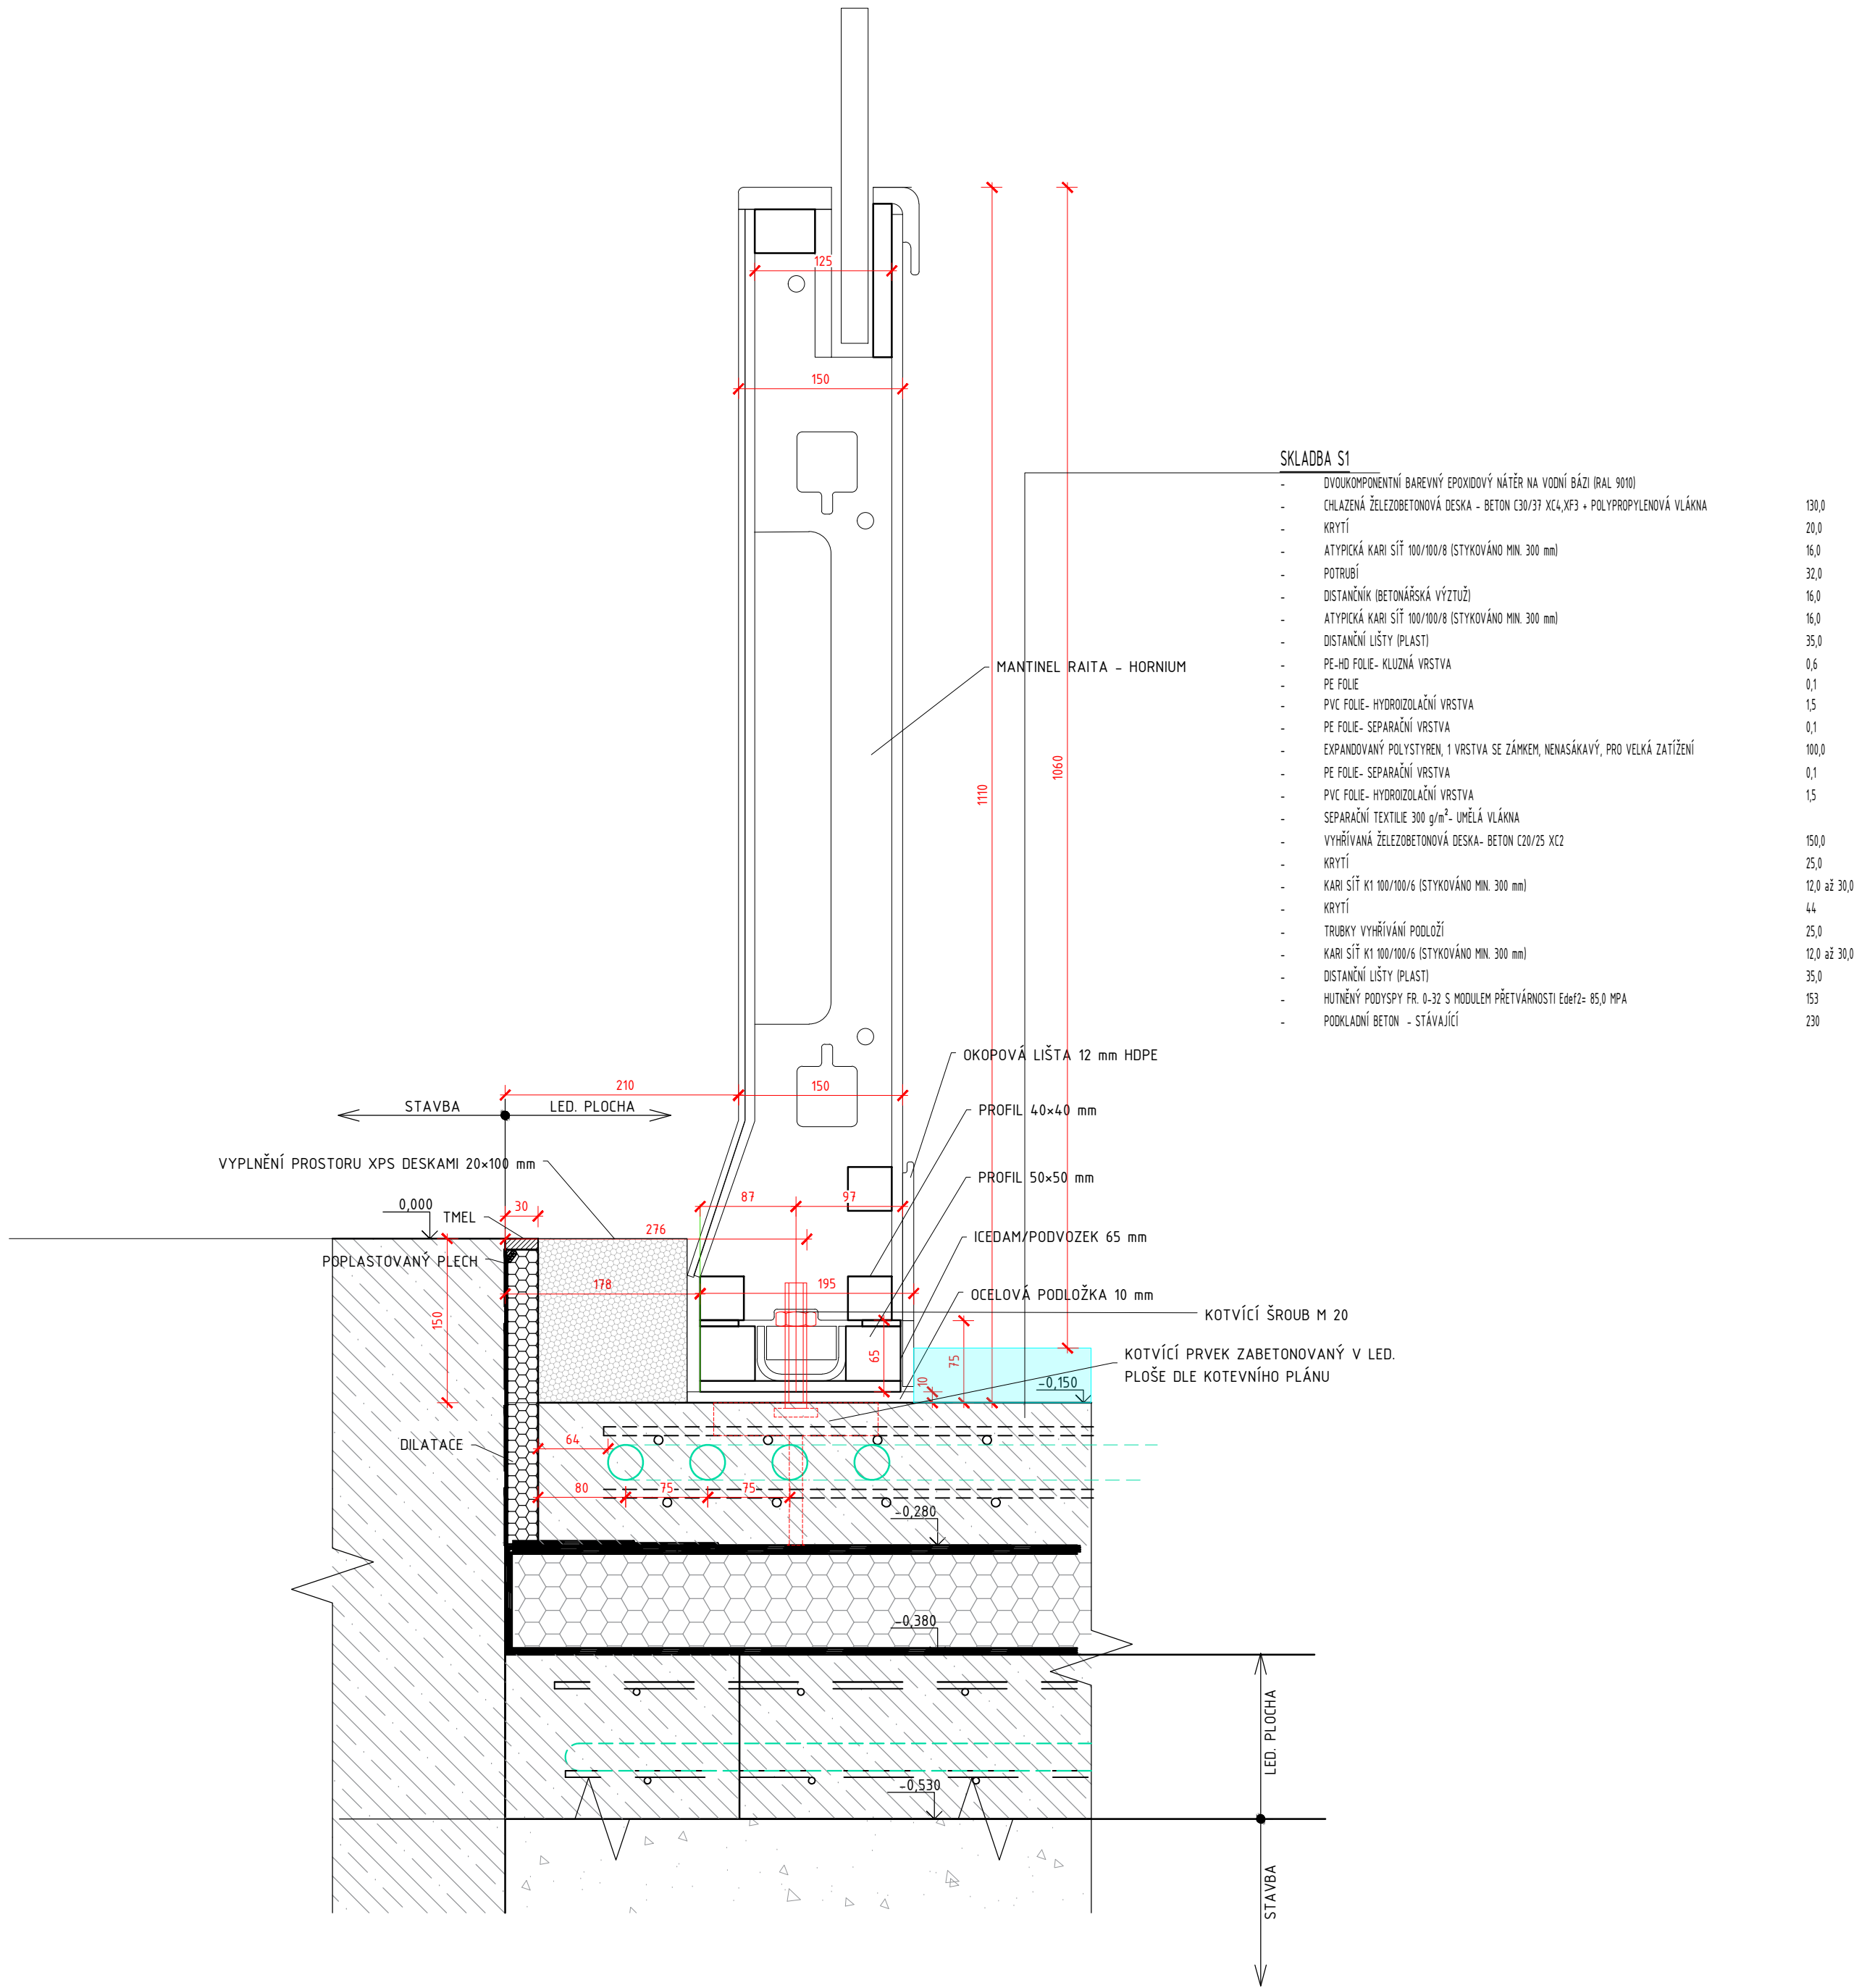 125
150
SKLADBA S1
- DVOUKOMPONENTNÍ BAREVNÝ EPOXIDOVÝ NÁTĚR NA VODNÍ BÁZI (RAL 9010)
- CHLAZENÁ ŽELEZOBETONOVÁ DESKA - BETON C30/37 XC4,XF3 + POLYPROPYLENOVÁ VLÁKNA 130,0
- KRYTÍ 20,0
- ATYPICKÁ KARI SÍŤ 100/100/8 (STYKOVÁNO MIN. 300 mm) 16,0
- POTRUBÍ 32,0
- DISTANČNÍK (BETONÁŘSKÁ VÝZTUŽ) 16,0
- ATYPICKÁ KARI SÍŤ 100/100/8 (STYKOVÁNO MIN. 300 mm) 16,0
- DISTANČNÍ LIŠTY (PLAST) 35,0
- PE-HD FOLIE- KLUZNÁ VRSTVA 0,6
- PE FOLIE 0,1
- PVC FOLIE- HYDROIZOLAČNÍ VRSTVA 1,5
- PE FOLIE- SEPARAČNÍ VRSTVA 0,1
- EXPANDOVANÝ POLYSTYREN, 1 VRSTVA SE ZÁMKEM, NENASÁKAVÝ, PRO VELKÁ ZATÍŽENÍ 100,0
- PE FOLIE- SEPARAČNÍ VRSTVA 0,1
- PVC FOLIE- HYDROIZOLAČNÍ VRSTVA 1,5
- SEPARAČNÍ TEXTILIE 300 g/m²- UMĚLÁ VLÁKNA
- VYHŘÍVANÁ ŽELEZOBETONOVÁ DESKA- BETON C20/25 XC2 150,0
- KRYTÍ 25,0
- KARI SÍŤ K1 100/100/6 (STYKOVÁNO MIN. 300 mm) 12,0 až 30,0
- KRYTÍ 44
- TRUBKY VYHŘÍVÁNÍ PODLOŽÍ 25,0
- KARI SÍŤ K1 100/100/6 (STYKOVÁNO MIN. 300 mm) 12,0 až 30,0
- DISTANČNÍ LIŠTY (PLAST) 35,0
- HUTNĚNÝ PODYSPY FR. 0-32 S MODULEM PŘETVÁRNOSTI Edef2= 85,0 MPA 153
- PODKLADNÍ BETON - STÁVAJÍCÍ 230
MANTINEL RAITA - HORNIUM
1110
1060
OKOPOVÁ LIŠTA 12 mm HDPE
210
150
STAVBA
LED. PLOCHA
PROFIL 40×40 mm
VYPLNĚNÍ PROSTORU XPS DESKAMI 20×100 mm
PROFIL 50×50 mm
87
97
0,000
30
TMEL
276
ICEDAM/PODVOZEK 65 mm
POPLASTOVANÝ PLECH
178
195
OCELOVÁ PODLOŽKA 10 mm
150
KOTVÍCÍ ŠROUB M 20
65
75
10
KOTVÍCÍ PRVEK ZABETONOVANÝ V LED.
PLOŠE DLE KOTEVNÍHO PLÁNU
-0,150
DILATACE
64
80
75
75
-0,280
-0,380
-0,530
LED. PLOCHA
STAVBA